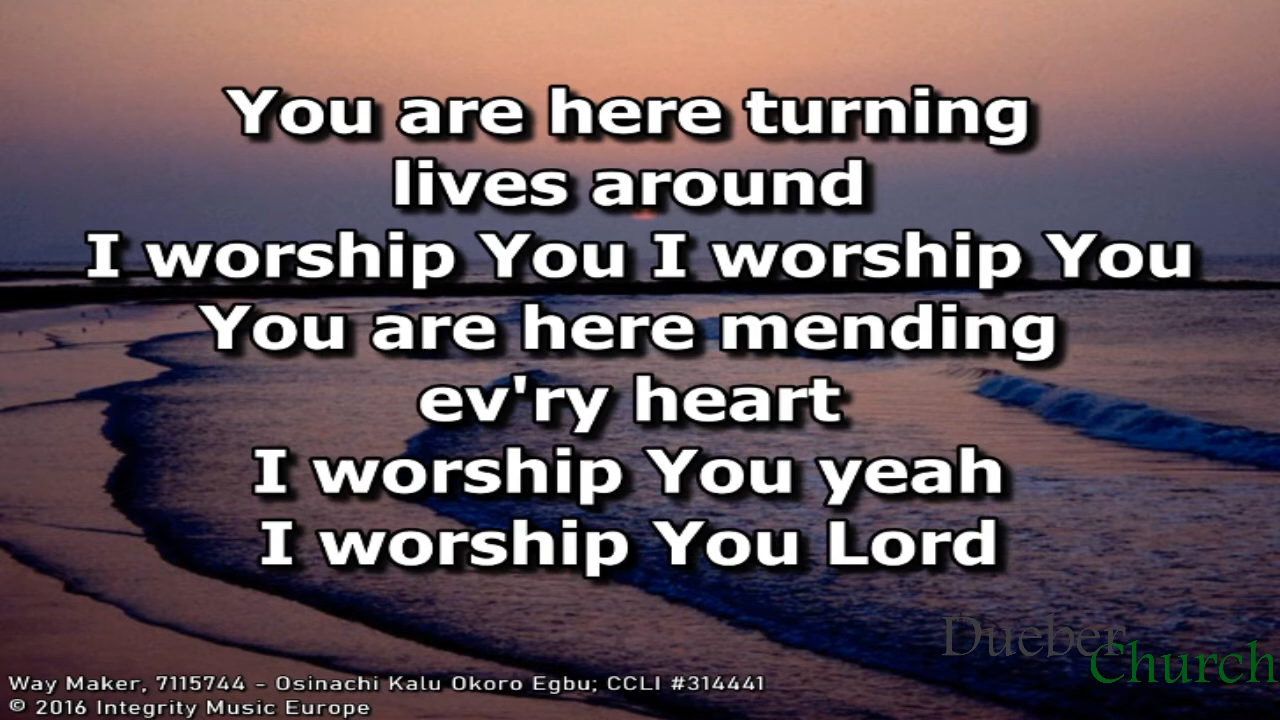 You are here turning
lives around
I worship You I worship You
You are here mending
ev'ry heart
I worship You yeah
I worship You Lord
Dueber
Church
Way Maker, 7115744 - Osinachi Kalu Okoro Egbu; CCLI #314441
© 2016 Integrity Music Europe